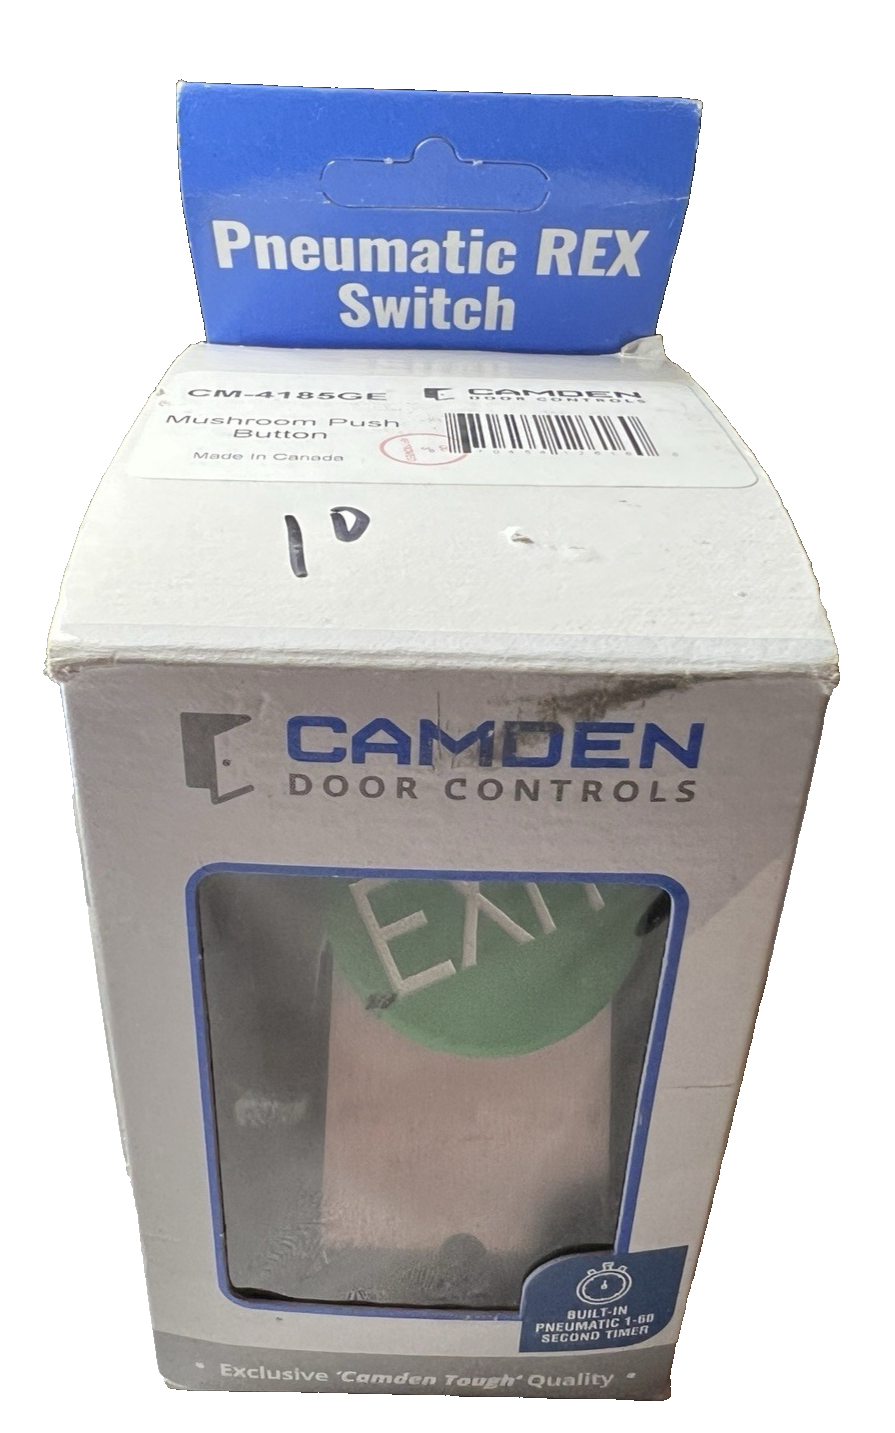 Pneumatic REX
Switch
CM-4185GE
CAMDEN
DOOR CONTROLS
Mushroom Push
Button
Made In Canada
10
CAMDEN
DOOR CONTROLS
EXIT
BUILT-IN
PNEUMATIC 1-60
SECOND TIMER
• Exclusive 'Camden Tough' Quality •